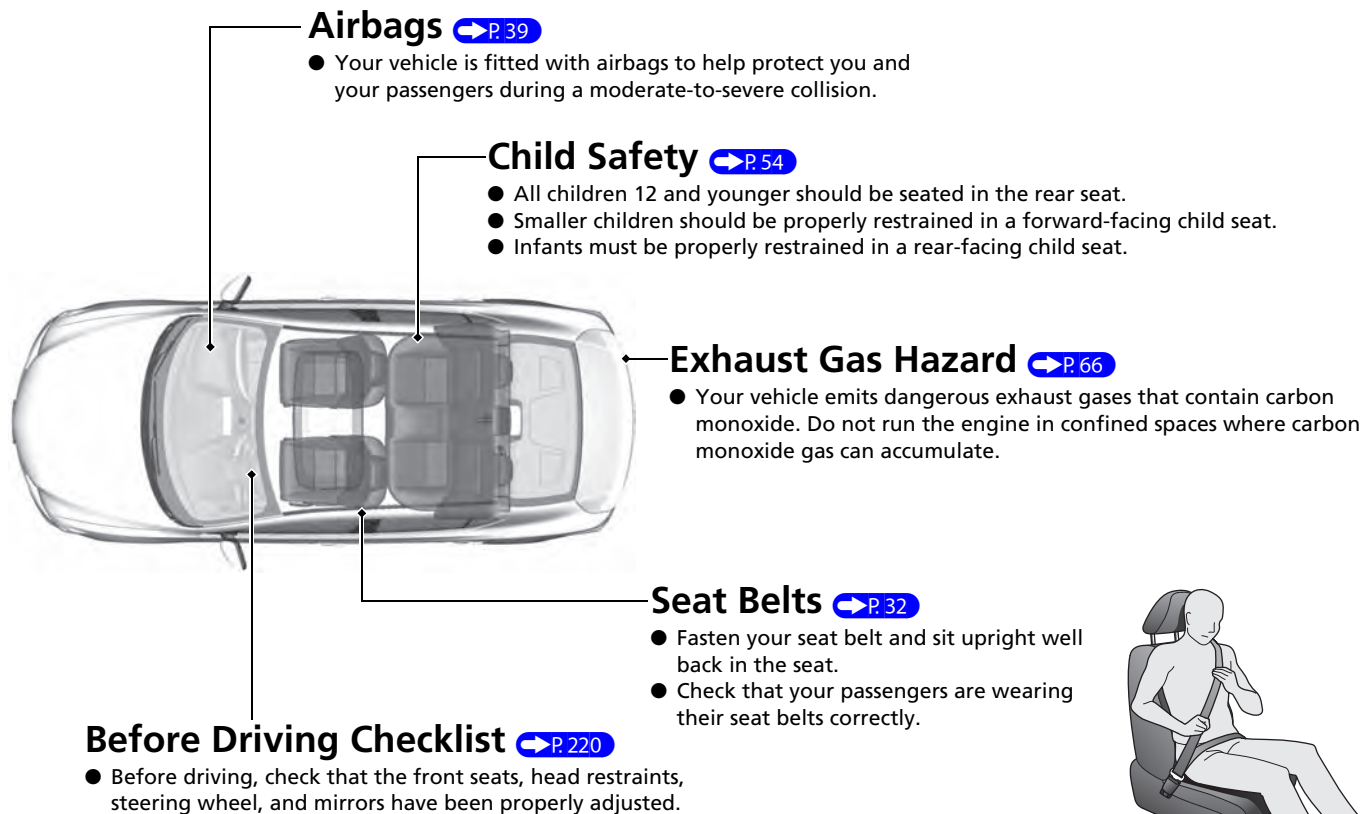 Airbags P. 39
● Your vehicle is fitted with airbags to help protect you and
your passengers during a moderate-to-severe collision.
Child Safety P. 54
● All children 12 and younger should be seated in the rear seat.
● Smaller children should be properly restrained in a forward-facing child seat.
● Infants must be properly restrained in a rear-facing child seat.
Exhaust Gas Hazard P. 66
● Your vehicle emits dangerous exhaust gases that contain carbon
monoxide. Do not run the engine in confined spaces where carbon
monoxide gas can accumulate.
Seat Belts P. 32
● Fasten your seat belt and sit upright well
back in the seat.
● Check that your passengers are wearing
their seat belts correctly.
Before Driving Checklist P. 220
● Before driving, check that the front seats, head restraints,
steering wheel, and mirrors have been properly adjusted.